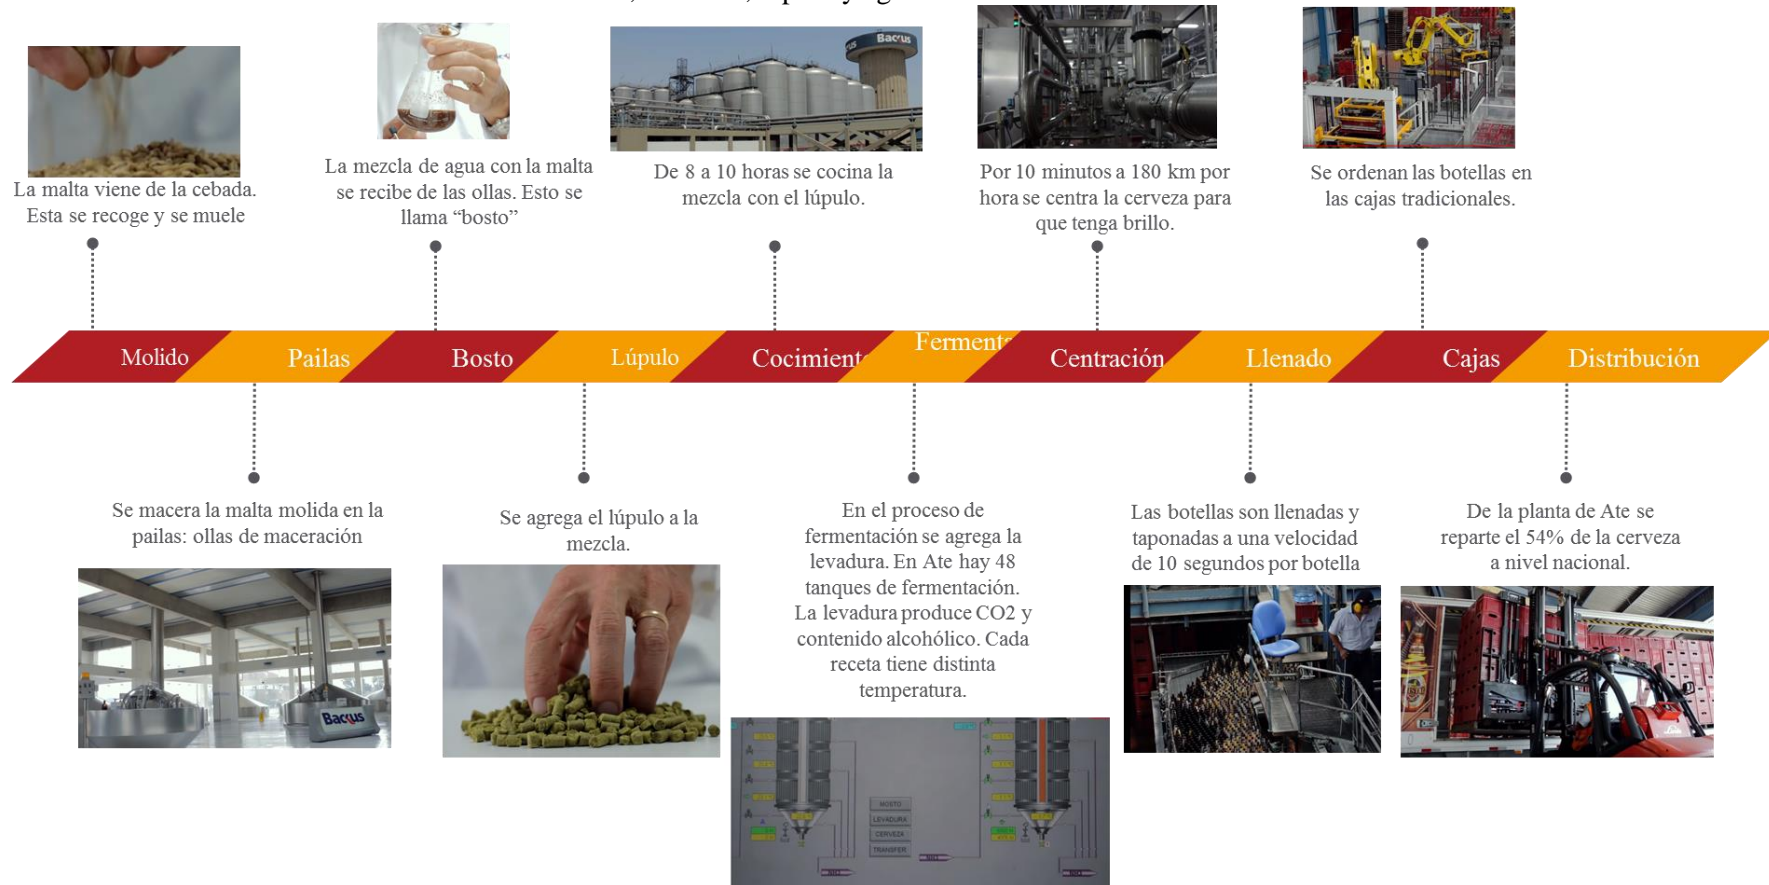 Backus
La malta viene de la cebada.
Esta se recoge y se muele
La mezcla de agua con la malta
se recibe de las ollas. Esto se
llama “bosto”
De 8 a 10 horas se cocina la
mezcla con el lúpulo.
Por 10 minutos a 180 km por
hora se centra la cerveza para
que tenga brillo.
Se ordenan las botellas en
las cajas tradicionales.
Molido
Pailas
Bosto
Lúpulo
Cocimient
Ferment
Centración
Llenado
Cajas
Distribución
Se macera la malta molida en la
pailas: ollas de maceración
Backus
Se agrega el lúpulo a la
mezcla.
En el proceso de
fermentación se agrega la
levadura. En Ate hay 48
tanques de fermentación.
La levadura produce CO2 y
contenido alcohólico. Cada
receta tiene distinta
temperatura.
MOSTO
LEVADURA
CERVEZA
TRANSFER
Las botellas son llenadas y
taponadas a una velocidad
de 10 segundos por botella
De la planta de Ate se
reparte el 54% de la cerveza
a nivel nacional.